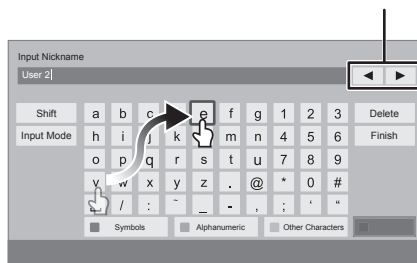 Input Nickname
User 2
◀ ▶
Shift a b c e f g 1 2 3 Delete
Input Mode h i j k m n 4 5 6 Finish
o p q r s t u 7 8 9
v w x y z . @ * 0 #
/ : ~ _ - , ; ‘ “
Symbols Alphanumeric Other Characters